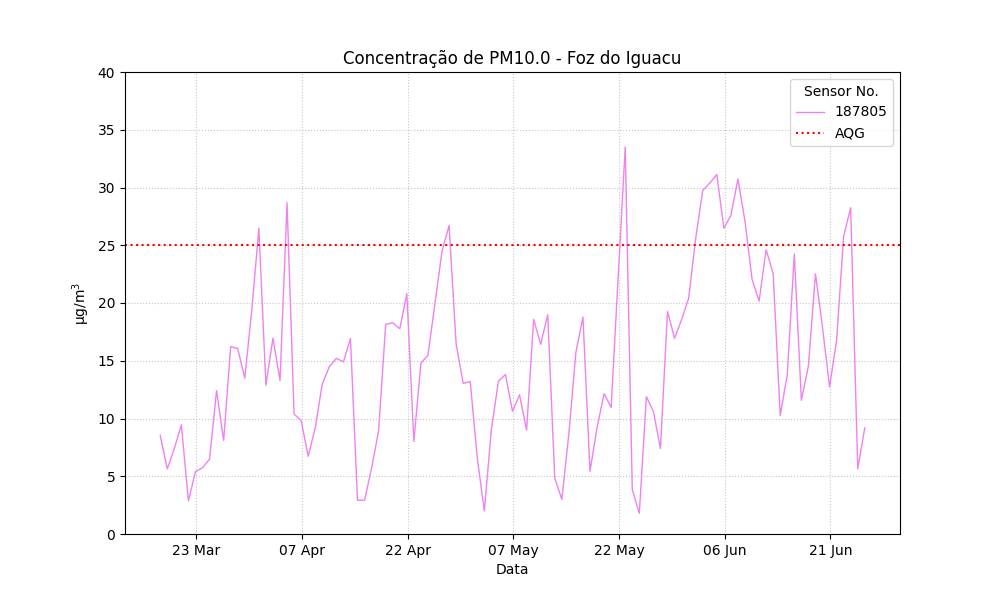 Concentração de PM10.0 - Foz do Iguacu
Sensor No.
187805
AQG
µg/m³
40
35
30
25
20
15
10
5
0
23 Mar
07 Apr
22 Apr
07 May
22 May
06 Jun
21 Jun
Data